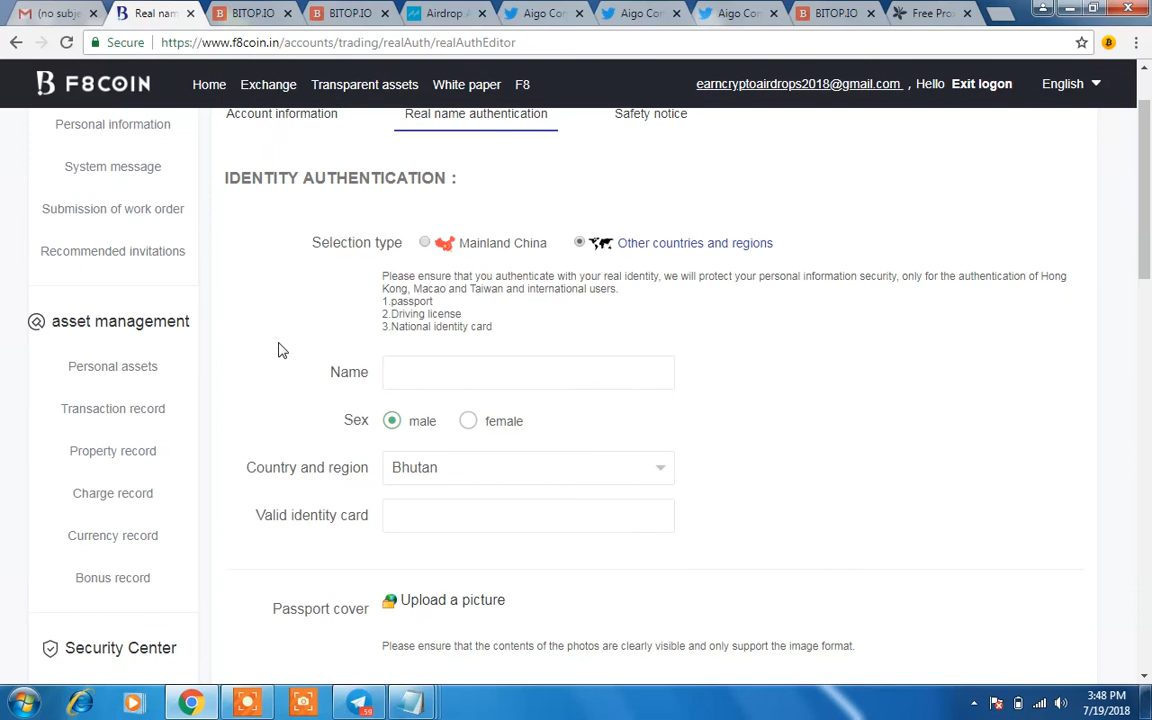 (no subje
Real nam
BITOP.IO
BITOP.IO
Airdrop A
Aigo Con
Aigo Con
Aigo Con
BITOP.IO
Free Prox
Secure
https://www.f8coin.in/accounts/trading/realAuth/realAuthEditor
F8COIN
Home
Exchange
Transparent assets
White paper
F8
earncryptoairdrops2018@gmail.com , Hello Exit logon
English
Account information
Real name authentication
Safety notice
Personal information
System message
Submission of work order
Recommended invitations
asset management
Personal assets
Transaction record
Property record
Charge record
Currency record
Bonus record
Security Center
IDENTITY AUTHENTICATION :
Selection type
Mainland China
Other countries and regions
Please ensure that you authenticate with your real identity, we will protect your personal information security, only for the authentication of Hong
Kong, Macao and Taiwan and international users.
1.passport
2.Driving license
3.National identity card
Name
Sex
male
female
Country and region
Bhutan
Valid identity card
Passport cover
Upload a picture
Please ensure that the contents of the photos are clearly visible and only support the image format.
59
3:48 PM
7/19/2018